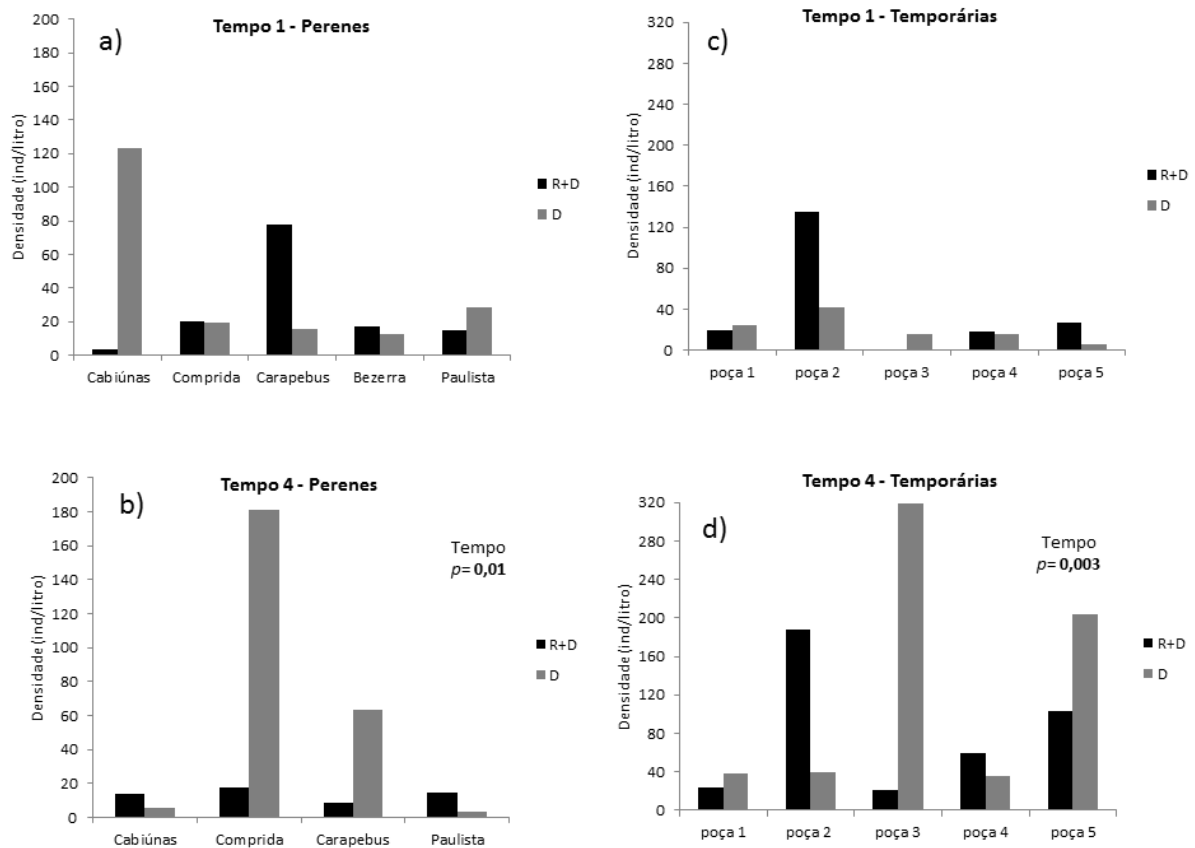 a)
Tempo 1 - Perenes
Densidade (ind/litro)
200
180
160
140
120
100
80
60
40
20
0
Cabiúnas Comprida Carapebus Bezerra Paulista
R+D
D
c)
Tempo 1 - Temporárias
Densidade (ind/litro)
320
280
240
200
160
120
80
40
0
poça 1 poça 2 poça 3 poça 4 poça 5
R+D
D
b)
Tempo 4 - Perenes
Densidade (ind/litro)
200
180
160
140
120
100
80
60
40
20
0
Tempo
p= 0,01
Cabiúnas Comprida Carapebus Paulista
R+D
D
d)
Tempo 4 - Temporárias
Densidade (ind/litro)
320
280
240
200
160
120
80
40
0
Tempo
p= 0,003
poça 1 poça 2 poça 3 poça 4 poça 5
R+D
D